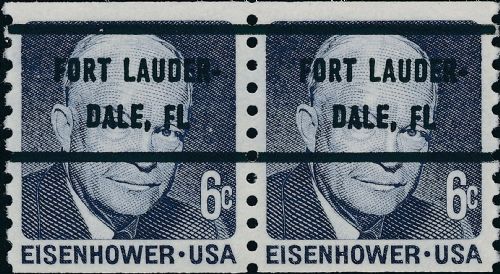 FORT LAUDER-
DALE, FL
6c
EISENHOWER·USA
FORT LAUDER-
DALE, FL
6c
EISENHOWER·USA